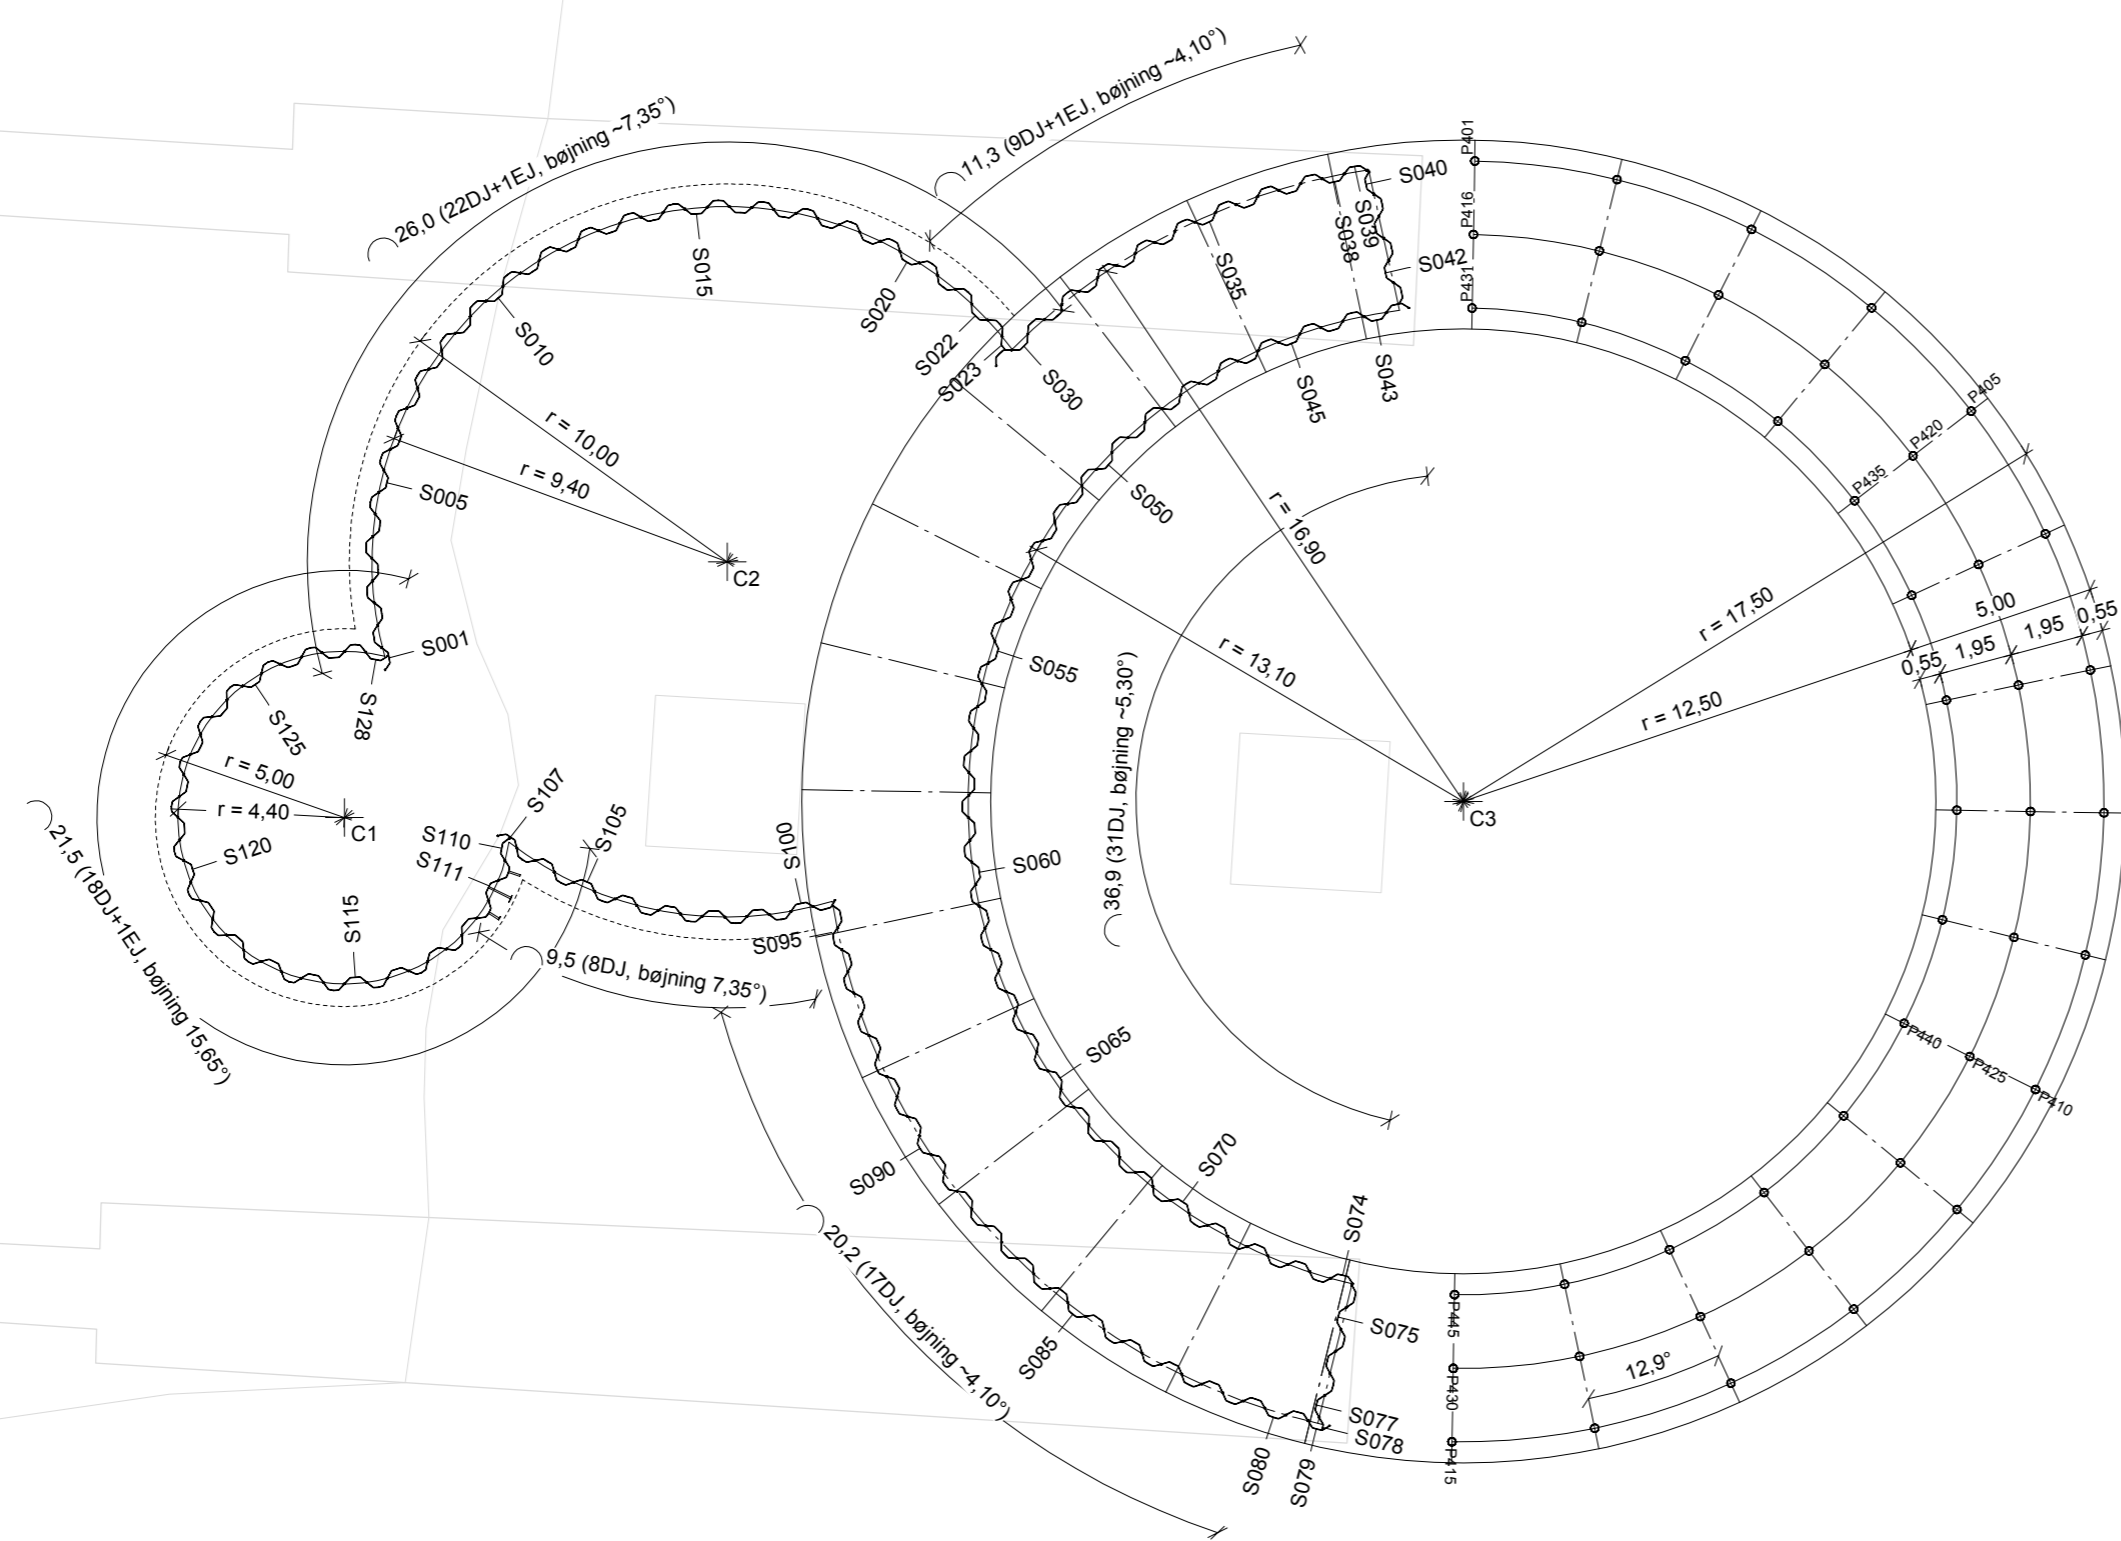 26,0 (22DJ+1EJ, bøjning ~7,35°)
11,3 (9DJ+1EJ, bøjning ~4,10°)
P401
P416
P431
S040
S039
S038
S042
S043
S035
S045
S015
S020
S022
S023
S030
S010
S005
S001
S050
S055
S060
S065
S070
S074
S075
S077
S078
S079
S080
S085
S090
S095
S100
S105
S107
S110
S111
S115
S120
S125
S128
r = 10,00
r = 9,40
C2
r = 5,00
r = 4,40
C1
r = 16,90
r = 13,10
C3
r = 17,50
r = 12,50
P405
P420
P435
5,00
0,55
1,95
1,95
0,55
P440
P425
P410
P445
P430
P415
12,9°
36,9 (31DJ, bøjning ~5,30°)
21,5 (18DJ+1EJ, bøjning 15,65°)
9,5 (8DJ, bøjning 7,35°)
20,2 (17DJ, bøjning ~4,10°)